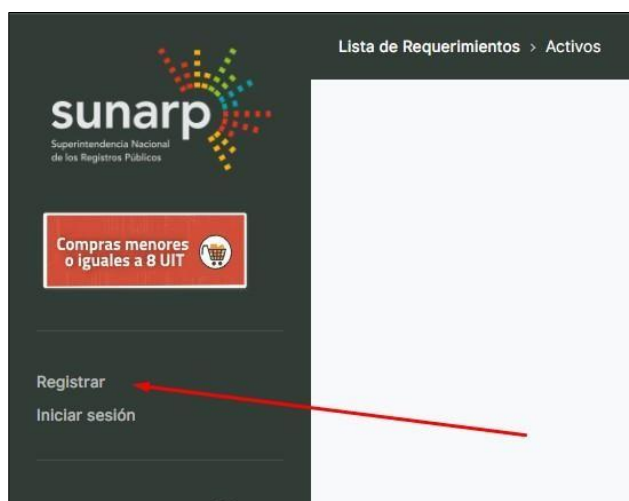 Lista de Requerimientos > Activos
sunarp
Superintendencia Nacional
de los Registros Públicos
Compras menores
o iguales a 8 UIT
Registrar
Iniciar sesión